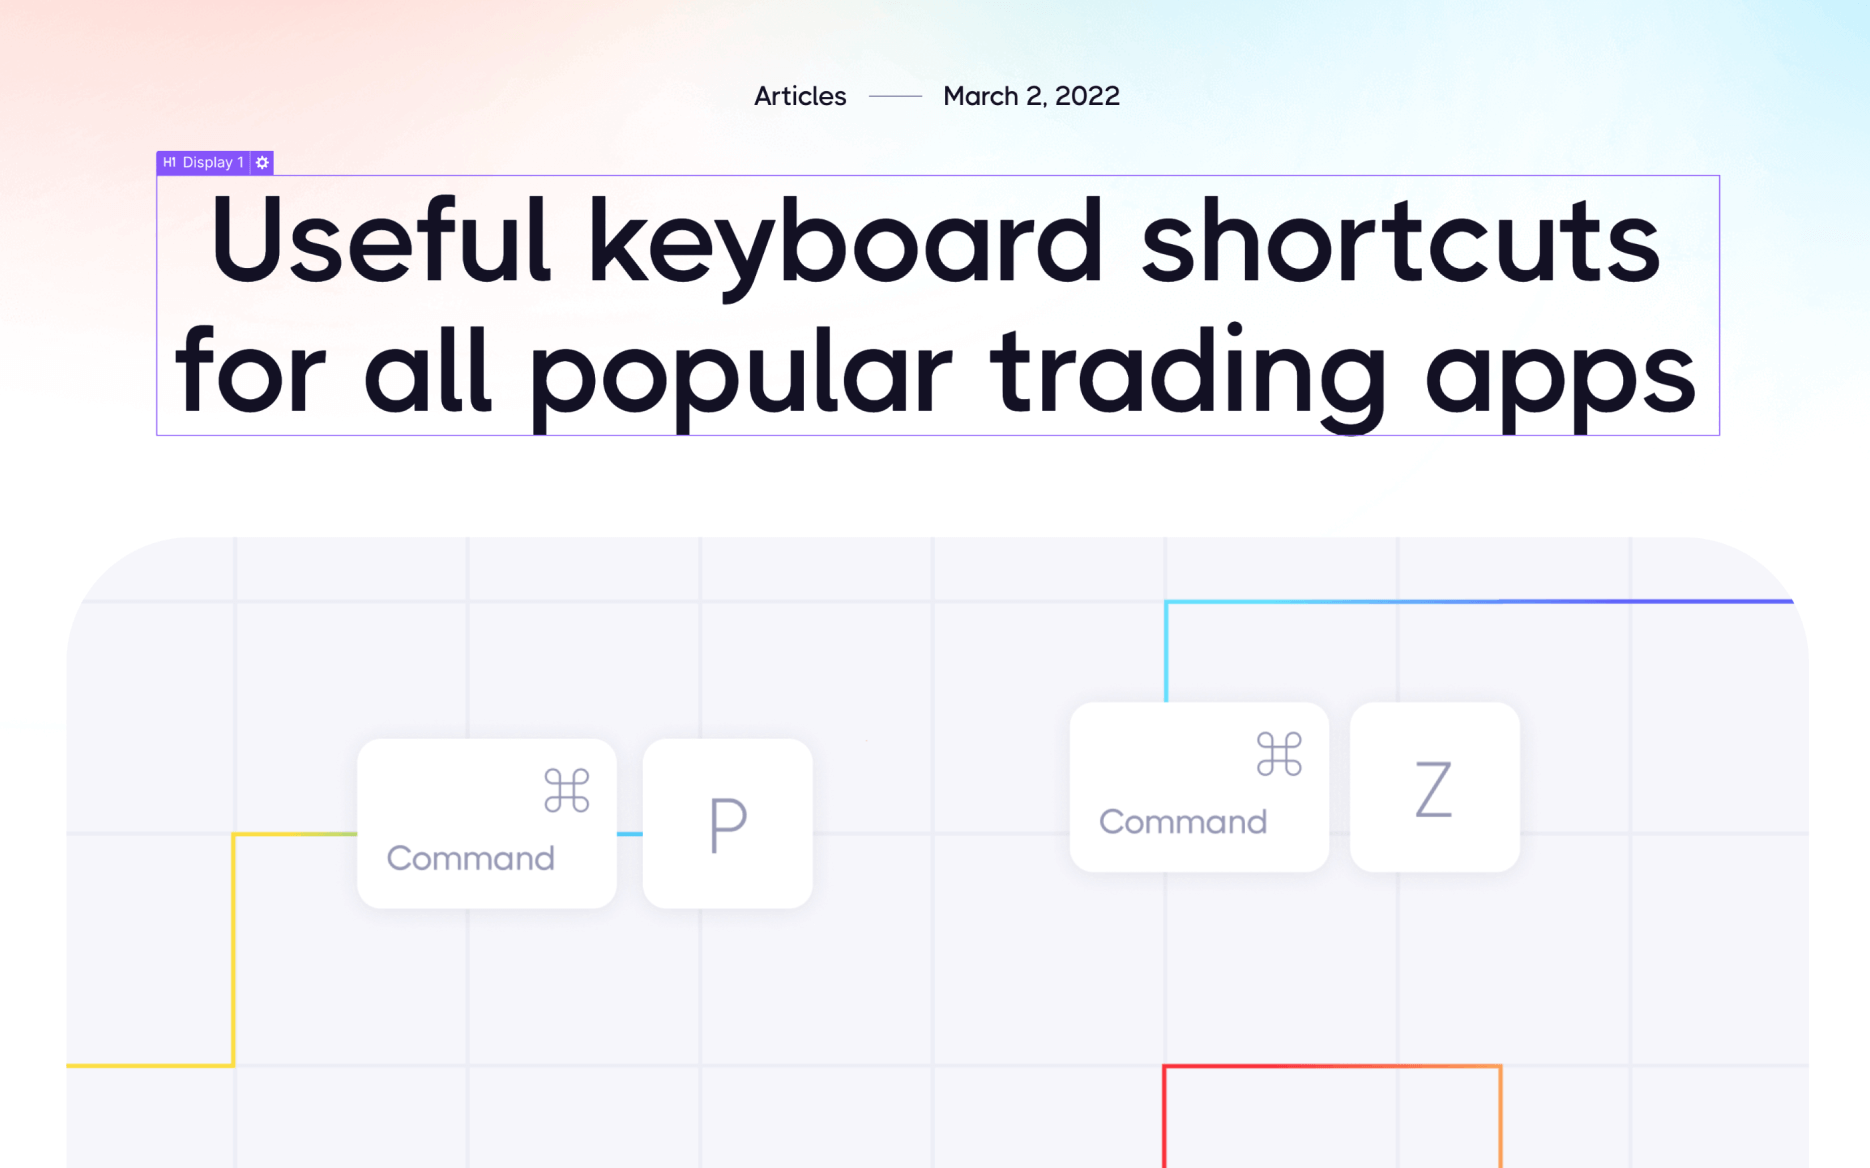 Articles March 2, 2022
H1 Display 1
Useful keyboard shortcuts
for all popular trading apps
⌘
Command
P
⌘
Command
Z